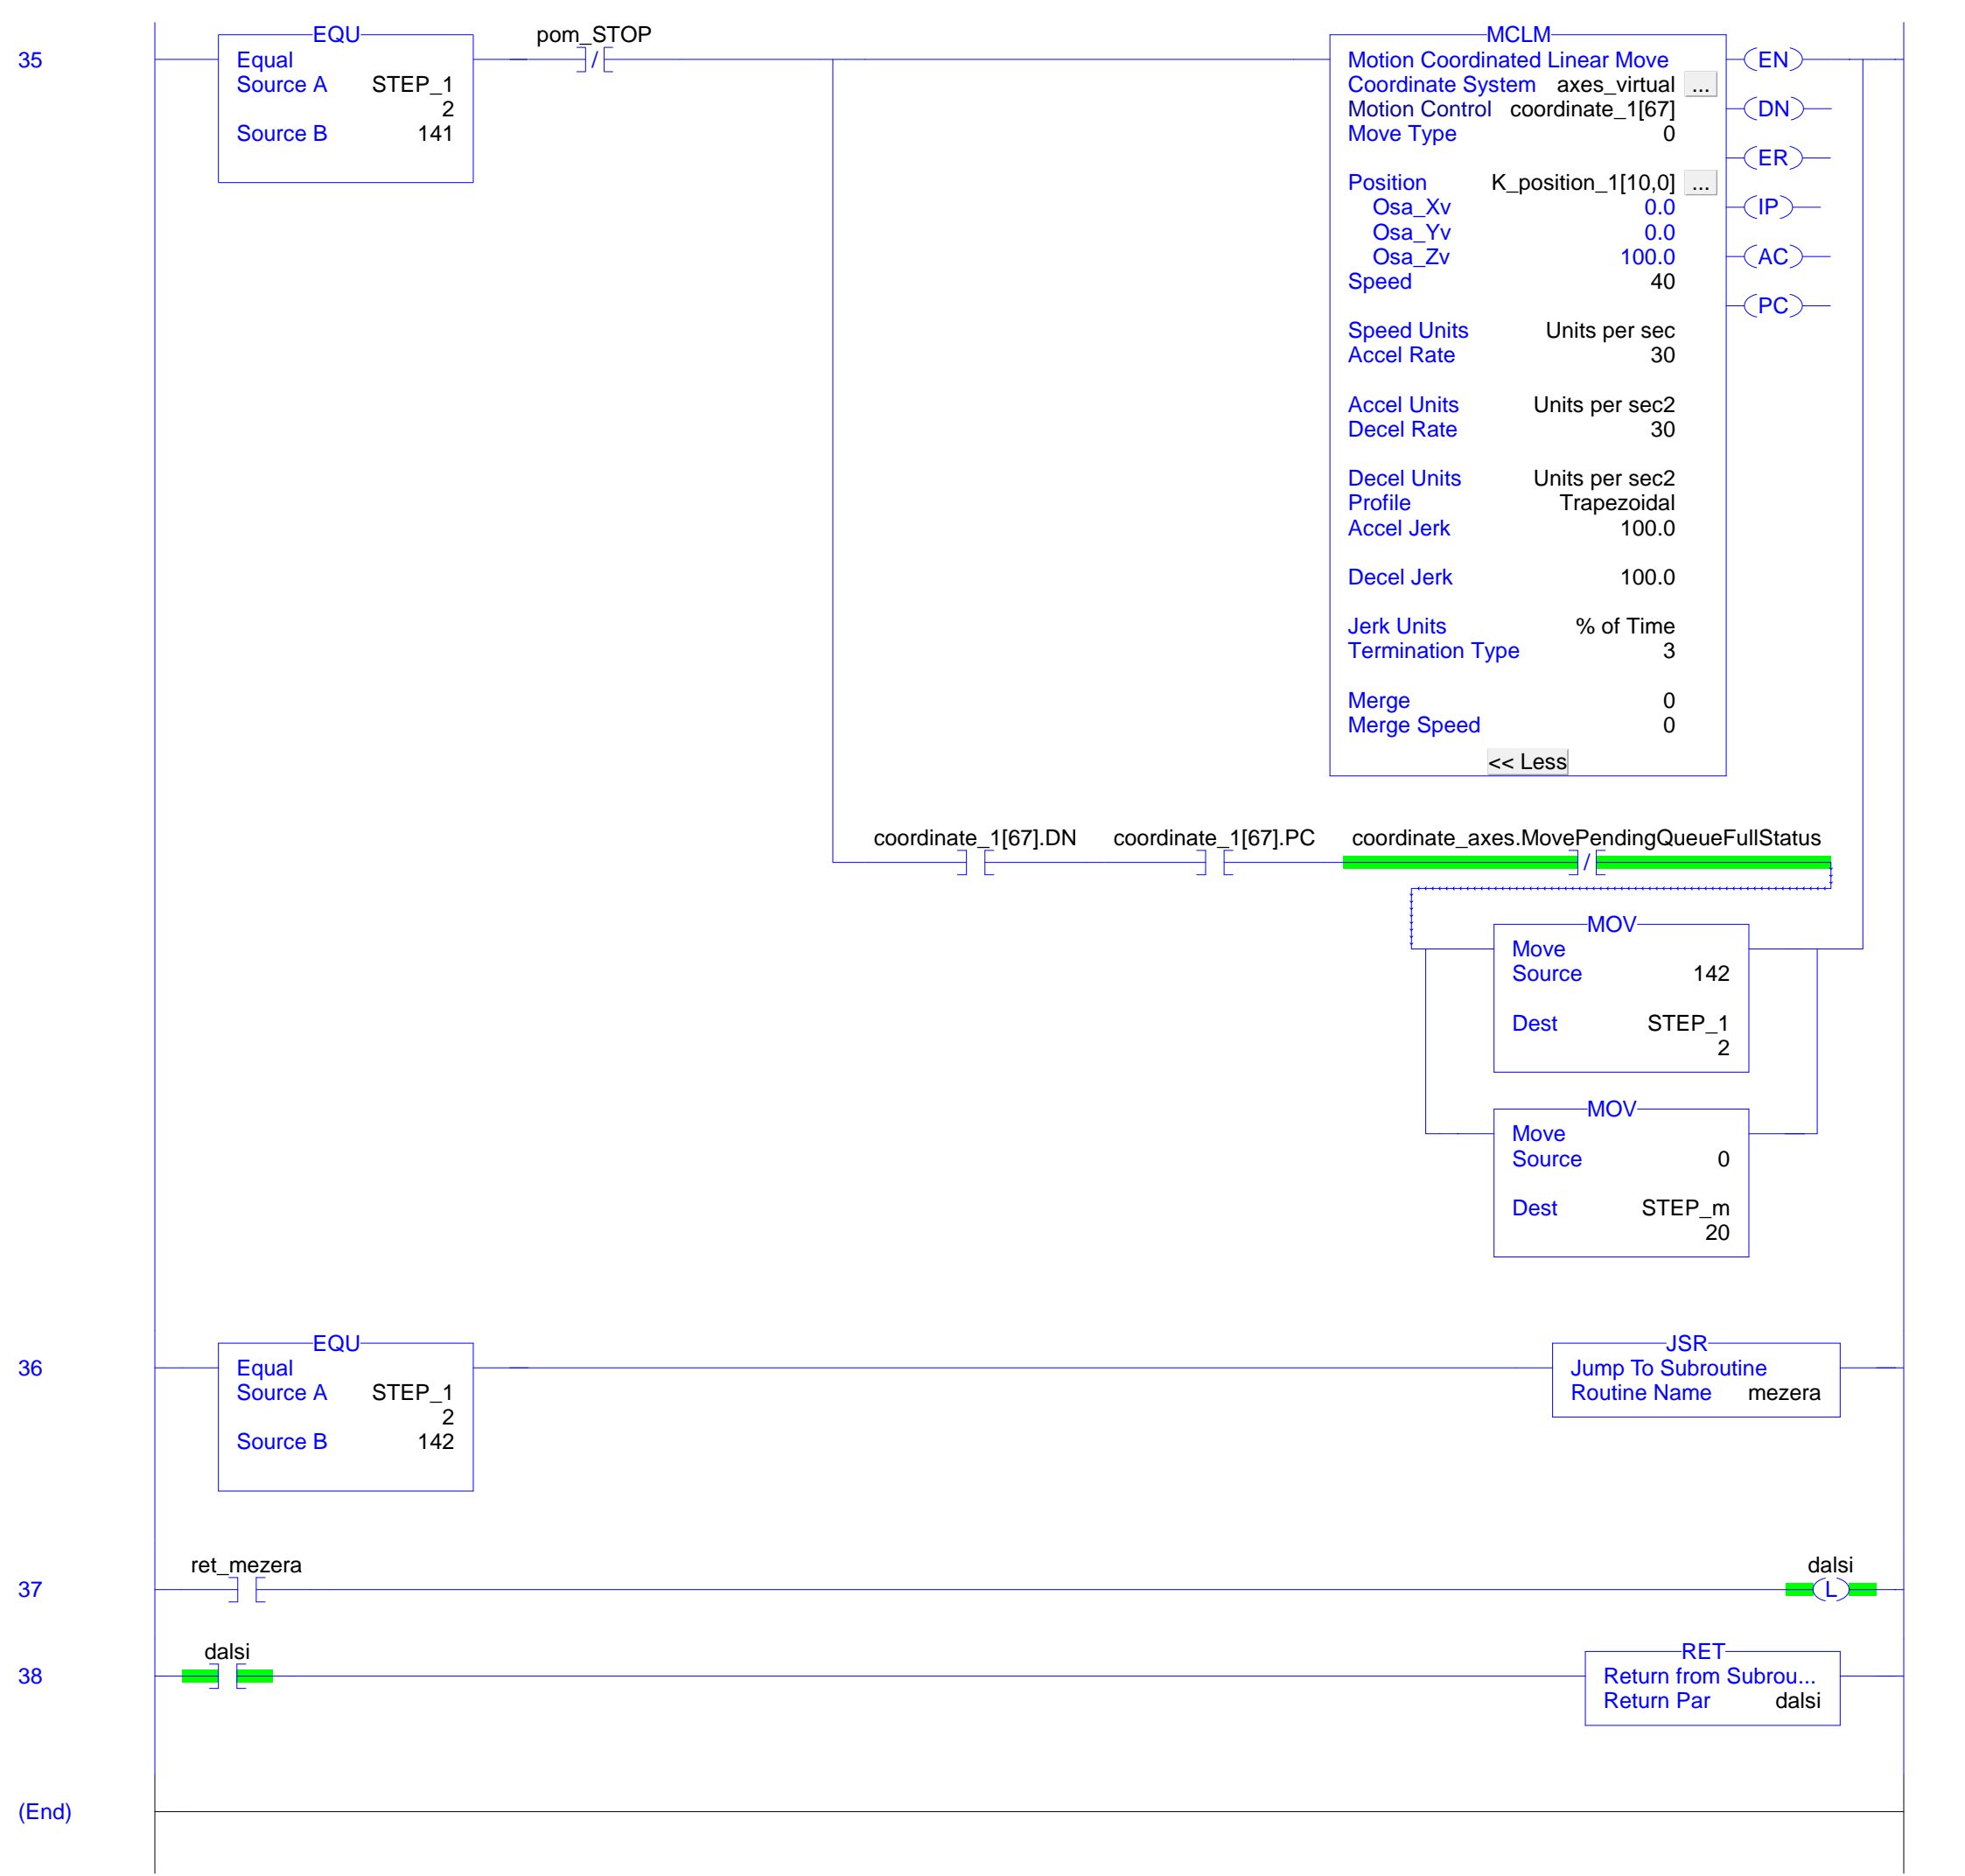 35
EQU
Equal
Source A STEP_1
2
Source B 141
pom_STOP
/
MCLM
Motion Coordinated Linear Move
Coordinate System axes_virtual ...
Motion Control coordinate_1[67]
Move Type 0
Position K_position_1[10,0] ...
Osa_Xv 0.0
Osa_Yv 0.0
Osa_Zv 100.0
Speed 40
Speed Units Units per sec
Accel Rate 30
Accel Units Units per sec2
Decel Rate 30
Decel Units Units per sec2
Profile Trapezoidal
Accel Jerk 100.0
Decel Jerk 100.0
Jerk Units % of Time
Termination Type 3
Merge 0
Merge Speed 0
<< Less
EN
DN
ER
IP
AC
PC
coordinate_1[67].DN
coordinate_1[67].PC
coordinate_axes.MovePendingQueueFullStatus
/
MOV
Move
Source 142
Dest STEP_1
2
MOV
Move
Source 0
Dest STEP_m
20
36
EQU
Equal
Source A STEP_1
2
Source B 142
JSR
Jump To Subroutine
Routine Name mezera
37
ret_mezera
dalsi
L
38
dalsi
RET
Return from Subrou...
Return Par dalsi
(End)